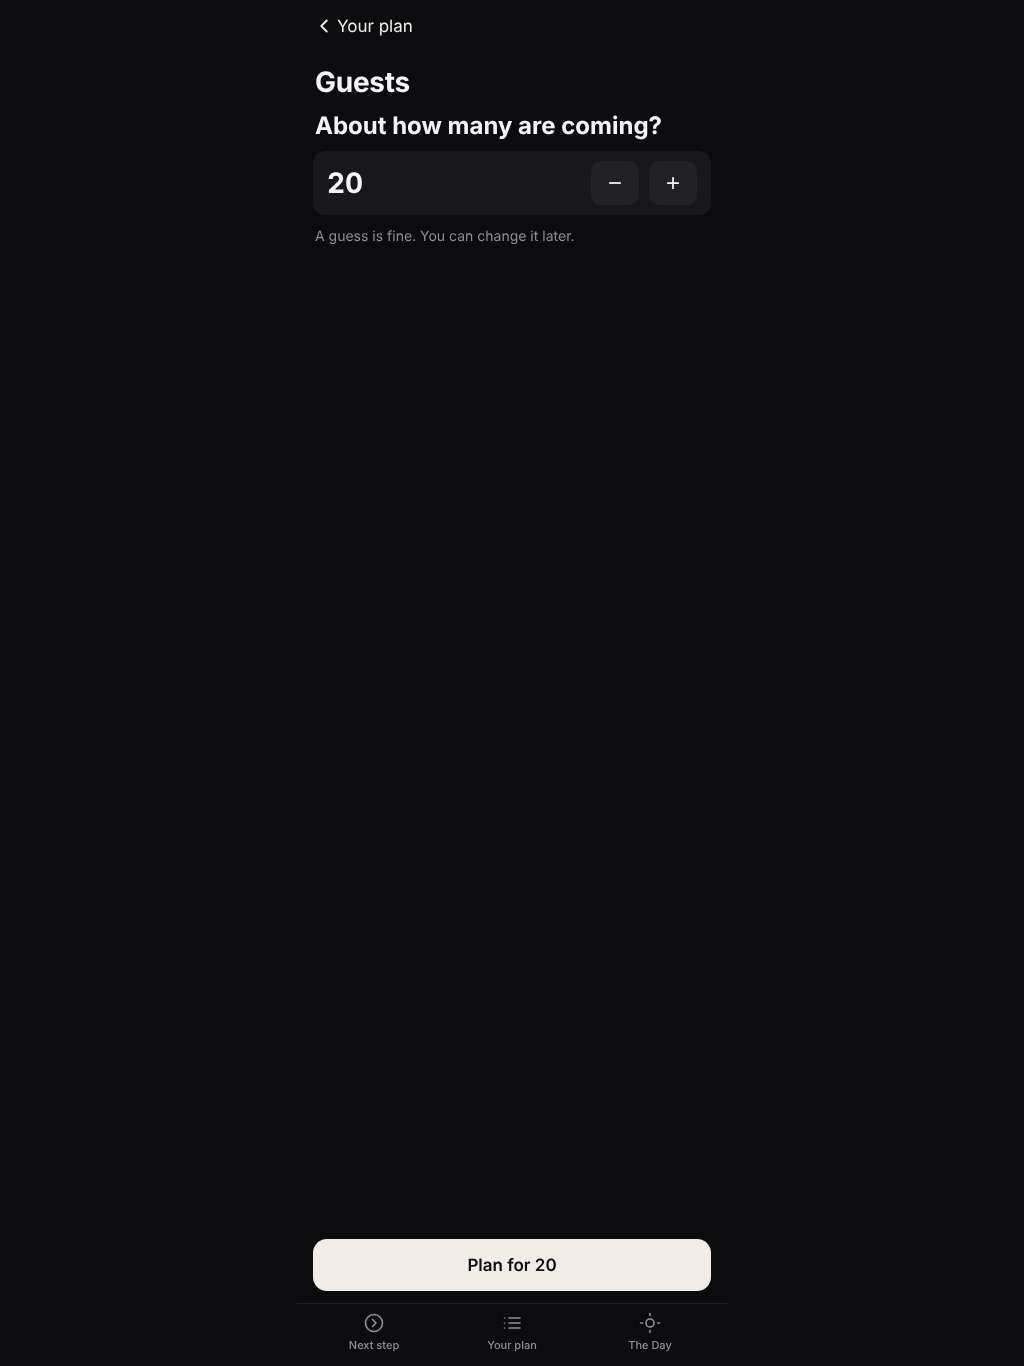 Your plan
Guests
About how many are coming?
20
A guess is fine. You can change it later.
Plan for 20
Next step
Your plan
The Day